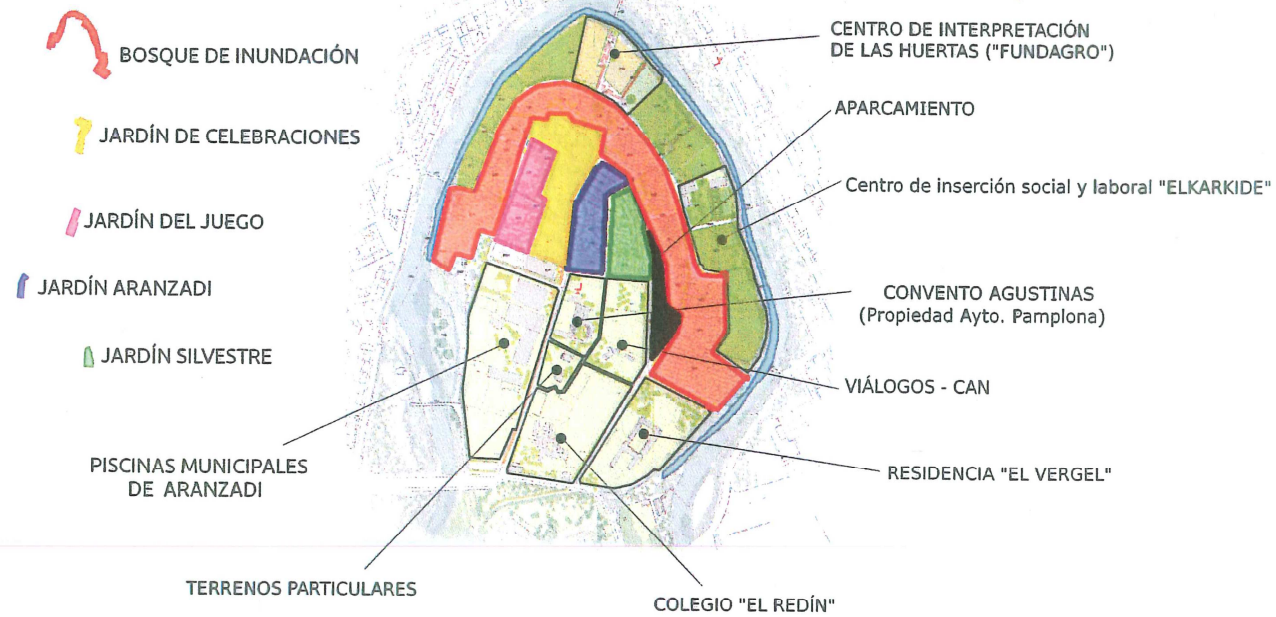 BOSQUE DE INUNDACIÓN
JARDÍN DE CELEBRACIONES
JARDÍN DEL JUEGO
JARDÍN ARANZADI
JARDÍN SILVESTRE
PISCINAS MUNICIPALES
DE ARANZADI
TERRENOS PARTICULARES
COLEGIO "EL REDÍN"
CENTRO DE INTERPRETACIÓN
DE LAS HUERTAS ("FUNDAGRO")
APARCAMIENTO
Centro de inserción social y laboral "ELKARKIDE"
CONVENTO AGUSTINAS
(Propiedad Ayto. Pamplona)
VIÁLOGOS - CAN
RESIDENCIA "EL VERGEL"